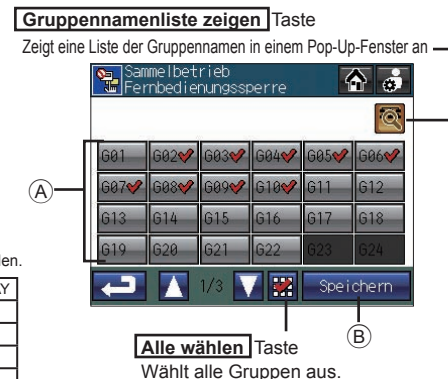 Gruppennamenliste zeigen Taste
Zeigt eine Liste der Gruppennamen in einem Pop-Up-Fenster an
Sammelbetrieb
Fernbedienungssperre
G01 G02 G03 G04 G05 G06
A
G07 G08 G09 G10 G11 G12
G13 G14 G15 G16 G17 G18
G19 G20 G21 G22 G23 G24
len.
AY
1/3 Speichern
B
Alle wählen Taste
Wählt alle Gruppen aus.